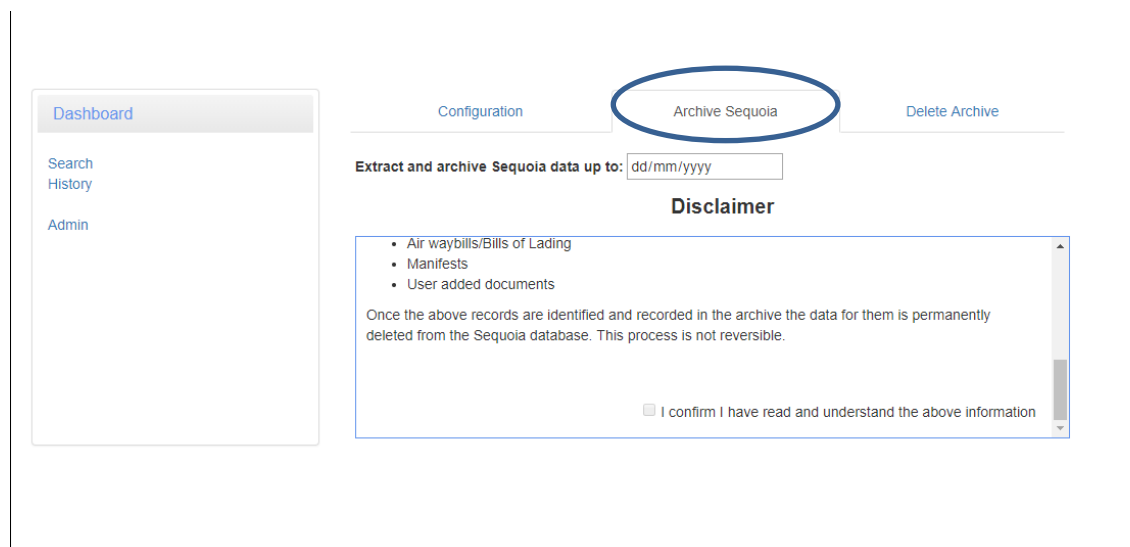 Dashboard
Search
History
Admin
Configuration
Archive Sequoia
Delete Archive
Extract and archive Sequoia data up to: dd/mm/yyyy
Disclaimer
• Air waybills/Bills of Lading
• Manifests
• User added documents
Once the above records are identified and recorded in the archive the data for them is permanently
deleted from the Sequoia database. This process is not reversible.
I confirm I have read and understand the above information